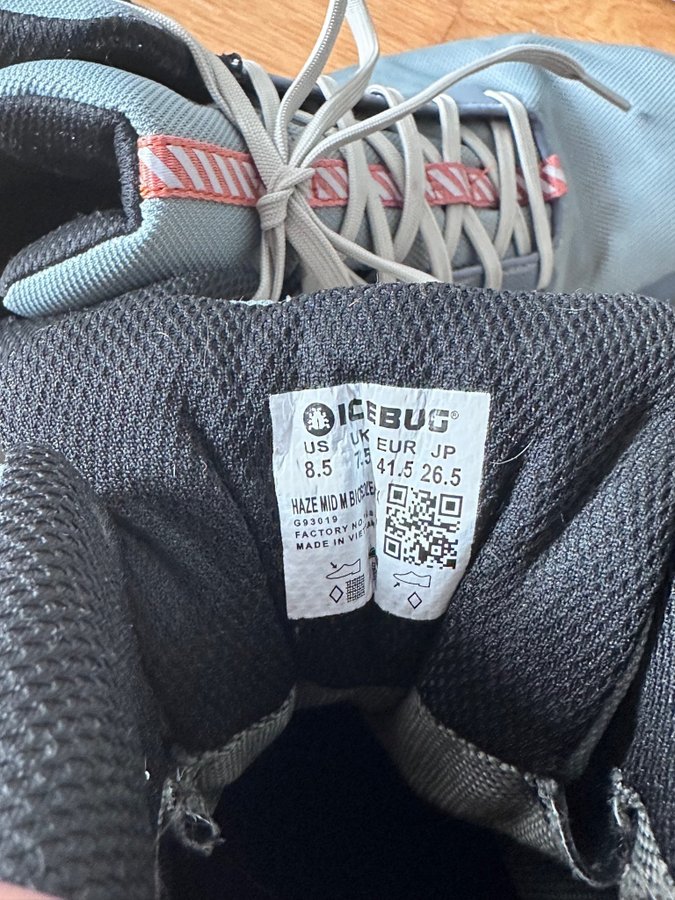 ICEBUG®
US UK EUR JP
8.5 7.5 41.5 26.5
HAZE MID M
G93019
FACTORY NO
MADE IN